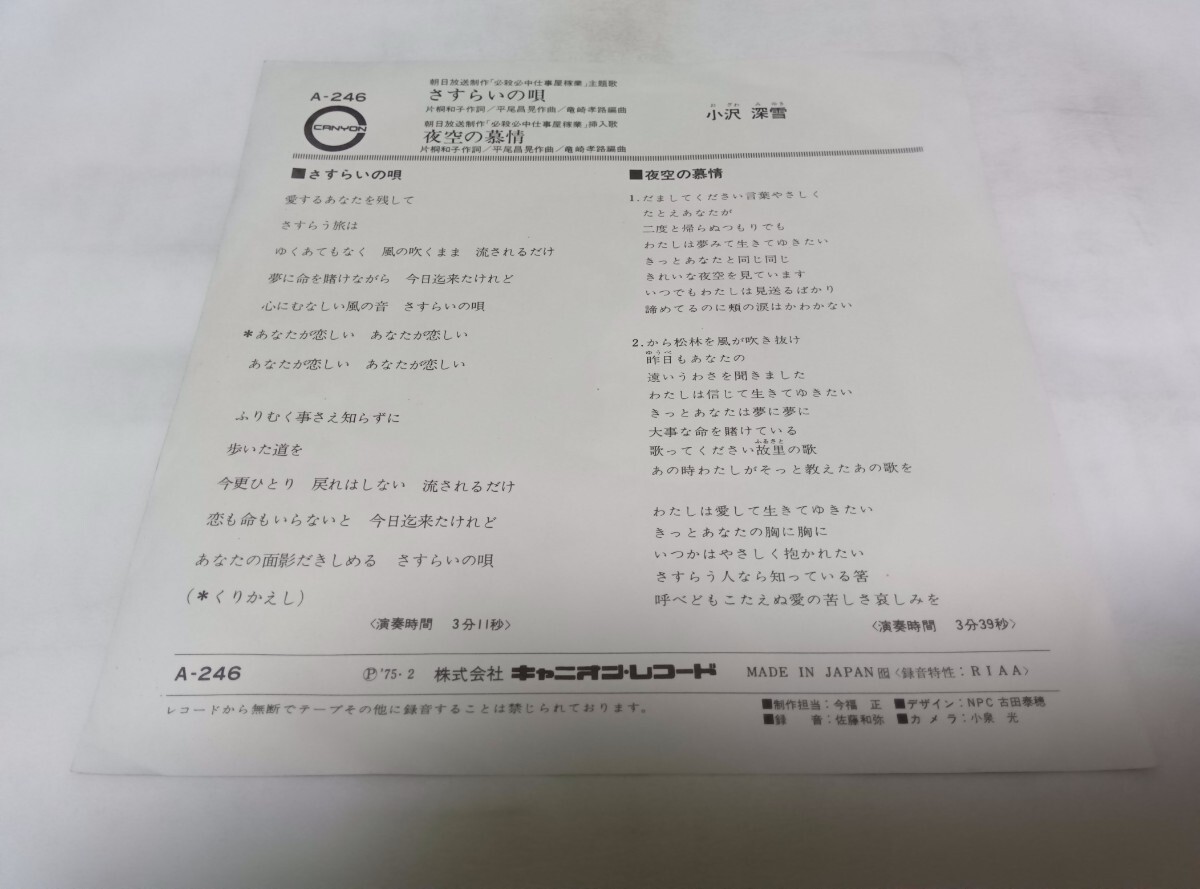 A-246
CANYON
朝日放送制作「必殺必中仕事屋稼業」主題歌
さすらいの唄
片桐和子作詞／平尾昌晃作曲／竜崎孝路編曲
朝日放送制作「必殺必中仕事屋稼業」挿入歌
夜空の慕情
片桐和子作詞／平尾昌晃作曲／竜崎孝路編曲
お ざわ み ゆき
小沢 深雪
■さすらいの唄
愛するあなたを残して
さすらう旅は
ゆくあてもなく 風の吹くまま 流されるだけ
夢に命を賭けながら 今日迄来たけれど
心にむなしい風の音 さすらいの唄
＊あなたが恋しい あなたが恋しい
あなたが恋しい あなたが恋しい
ふりむく事さえ知らずに
歩いた道を
今更ひとり 戻れはしない 流されるだけ
恋も命もいらないと 今日迄来たけれど
あなたの面影だきしめる さすらいの唄
(＊くりかえし)
〈演奏時間 3分11秒〉
■夜空の慕情
1.だましてください言葉やさしく
たとえあなたが
二度と帰らぬつもりでも
わたしは夢みて生きてゆきたい
きっとあなたと同じ同じ
きれいな夜空を見ています
いつでもわたしは見送るばかり
諦めてるのに頬の涙はかわかない
2.から松林を風が吹き抜け
ゆうべ
昨日もあなたの
遠いうわさを聞きました
わたしは信じて生きてゆきたい
きっとあなたは夢に夢に
大事な命を賭けている
ふるさと
歌ってください故里の歌
あの時わたしがそっと教えたあの歌を
わたしは愛して生きてゆきたい
きっとあなたの胸に胸に
いつかはやさしく抱かれたい
さすらう人なら知っている筈
呼べどもこたえぬ愛の苦しさ哀しみを
〈演奏時間 3分39秒〉
A-246 Ⓟ'75・2 株式会社 キャニオン・レコード MADE IN JAPAN 〈録音特性：RIAA〉
レコードから無断でテープその他に録音することは禁じられております。
■制作担当：今福 正 ■デザイン：NPC 古田泰穂
■録 音：佐藤和弥 ■カメラ：小泉 光